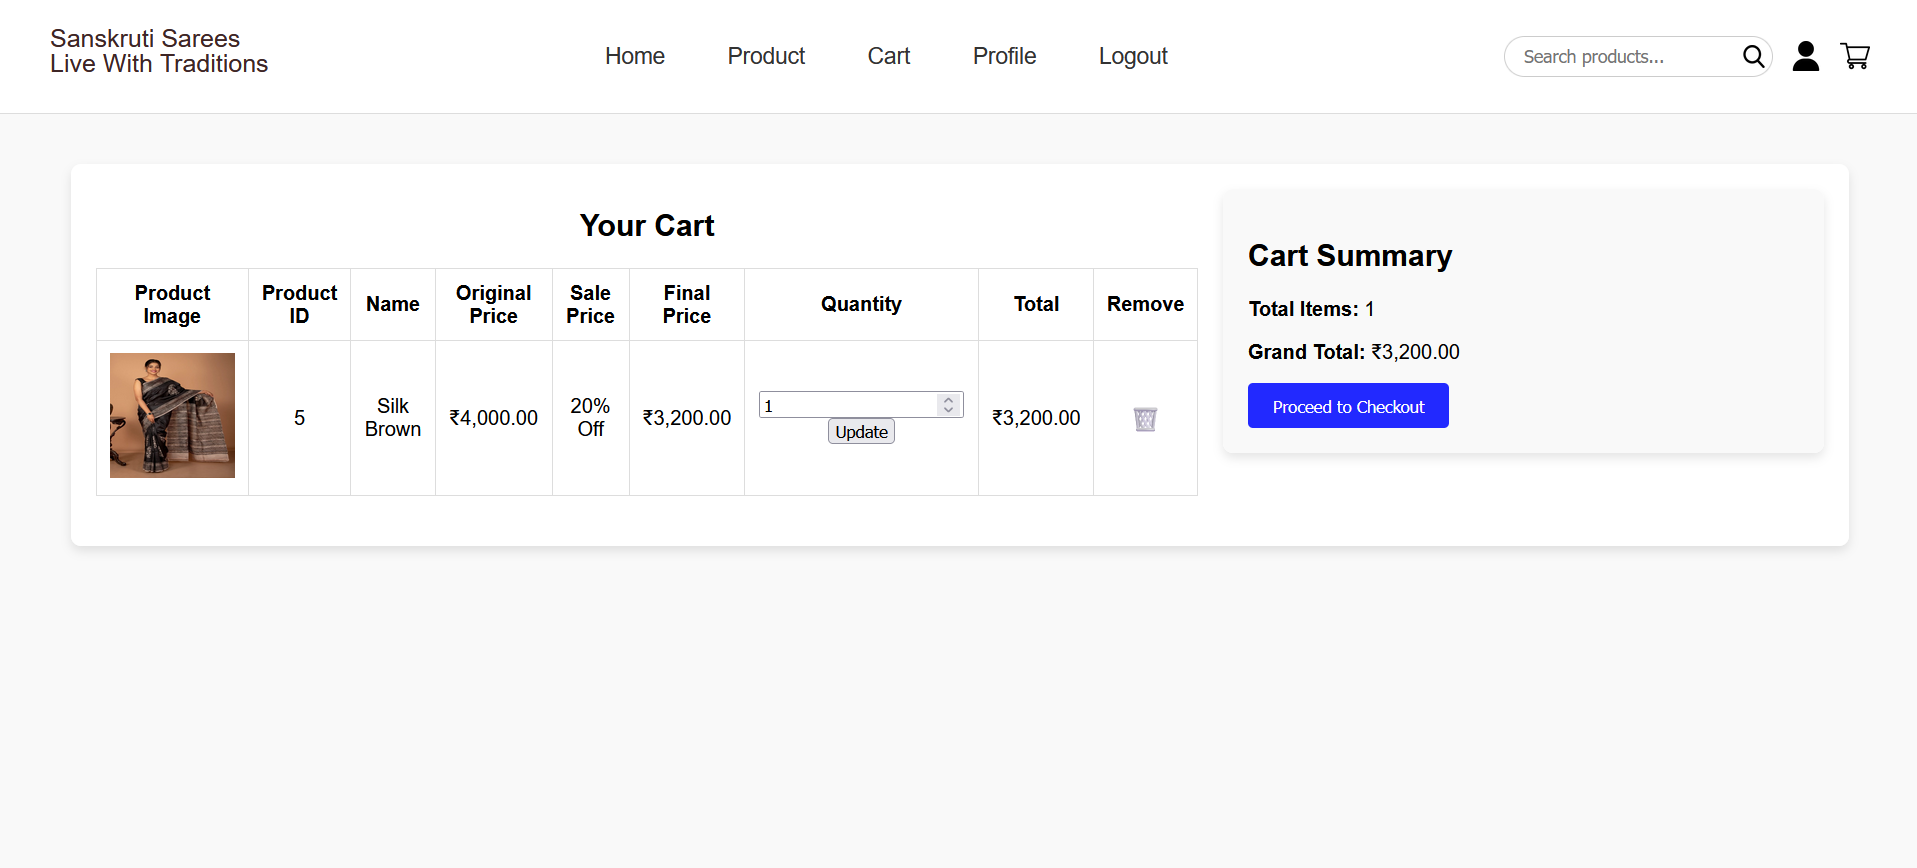 Sanskruti Sarees
Live With Traditions
Home
Product
Cart
Profile
Logout
Search products...
Your Cart
Product
Image
Product
ID
Name
Original
Price
Sale
Price
Final
Price
Quantity
Total
Remove
5
Silk
Brown
₹4,000.00
20%
Off
₹3,200.00
1
Update
₹3,200.00
Cart Summary
Total Items: 1
Grand Total: ₹3,200.00
Proceed to Checkout